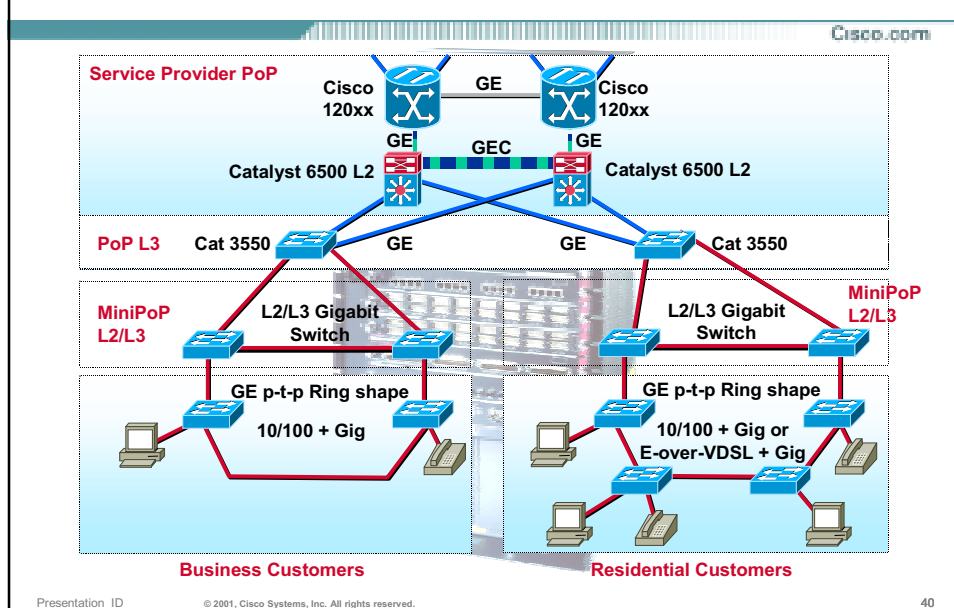 Cisco.com
Service Provider PoP
Cisco
120xx
GE
Cisco
120xx
GE
GEC
GE
Catalyst 6500 L2
Catalyst 6500 L2
PoP L3
Cat 3550
GE
GE
Cat 3550
MiniPoP
L2/L3
L2/L3 Gigabit
Switch
L2/L3 Gigabit
Switch
MiniPoP
L2/L3
GE p-t-p Ring shape
10/100 + Gig
GE p-t-p Ring shape
10/100 + Gig or
E-over-VDSL + Gig
Business Customers
Residential Customers
Presentation_ID
© 2001, Cisco Systems, Inc. All rights reserved.
40